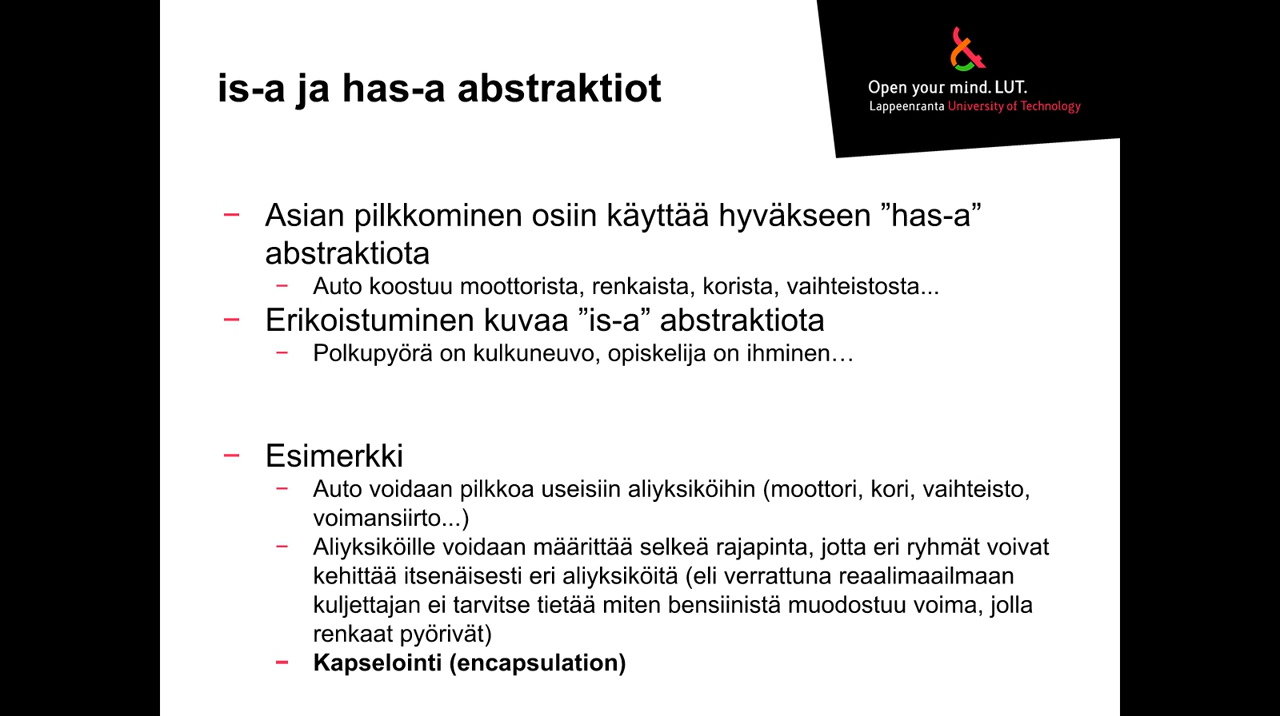 is-a ja has-a abstraktiot
Open your mind. LUT.
Lappeenranta University of Technology
– Asian pilkkominen osiin käyttää hyväkseen ”has-a”
abstraktiota
– Auto koostuu moottorista, renkaista, korista, vaihteistosta...
– Erikoistuminen kuvaa ”is-a” abstraktiota
– Polkupyörä on kulkuneuvo, opiskelija on ihminen…
– Esimerkki
– Auto voidaan pilkkoa useisiin aliyksiköihin (moottori, kori, vaihteisto,
voimansiirto...)
– Aliyksiköille voidaan määrittää selkeä rajapinta, jotta eri ryhmät voivat
kehittää itsenäisesti eri aliyksiköitä (eli verrattuna reaalimaailmaan
kuljettajan ei tarvitse tietää miten bensiinistä muodostuu voima, jolla
renkaat pyörivät)
– Kapselointi (encapsulation)